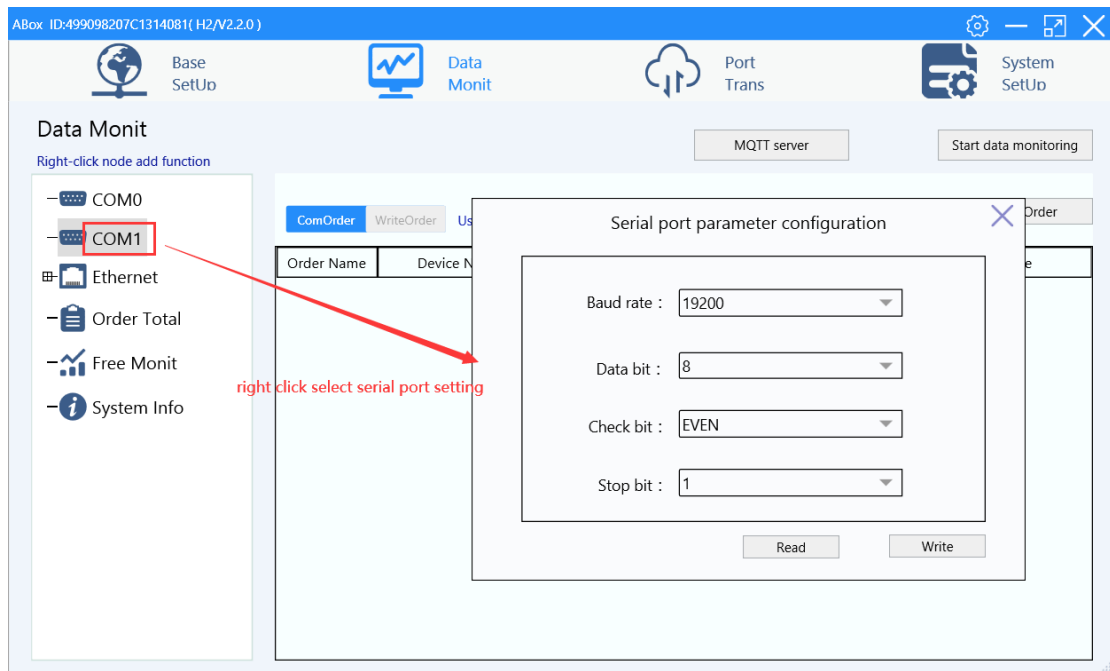 ABox ID:499098207C1314081( H2/V2.2.0 )
Base
SetUp
Data
Monit
Port
Trans
System
SetUp
Data Monit
Right-click node add function
MQTT server
Start data monitoring
COM0
COM1
Ethernet
Order Total
Free Monit
System Info
ComOrder
WriteOrder
Us
Order
Order Name
Device N
e
right click select serial port setting
Serial port parameter configuration
Baud rate : 19200
Data bit : 8
Check bit : EVEN
Stop bit : 1
Read
Write